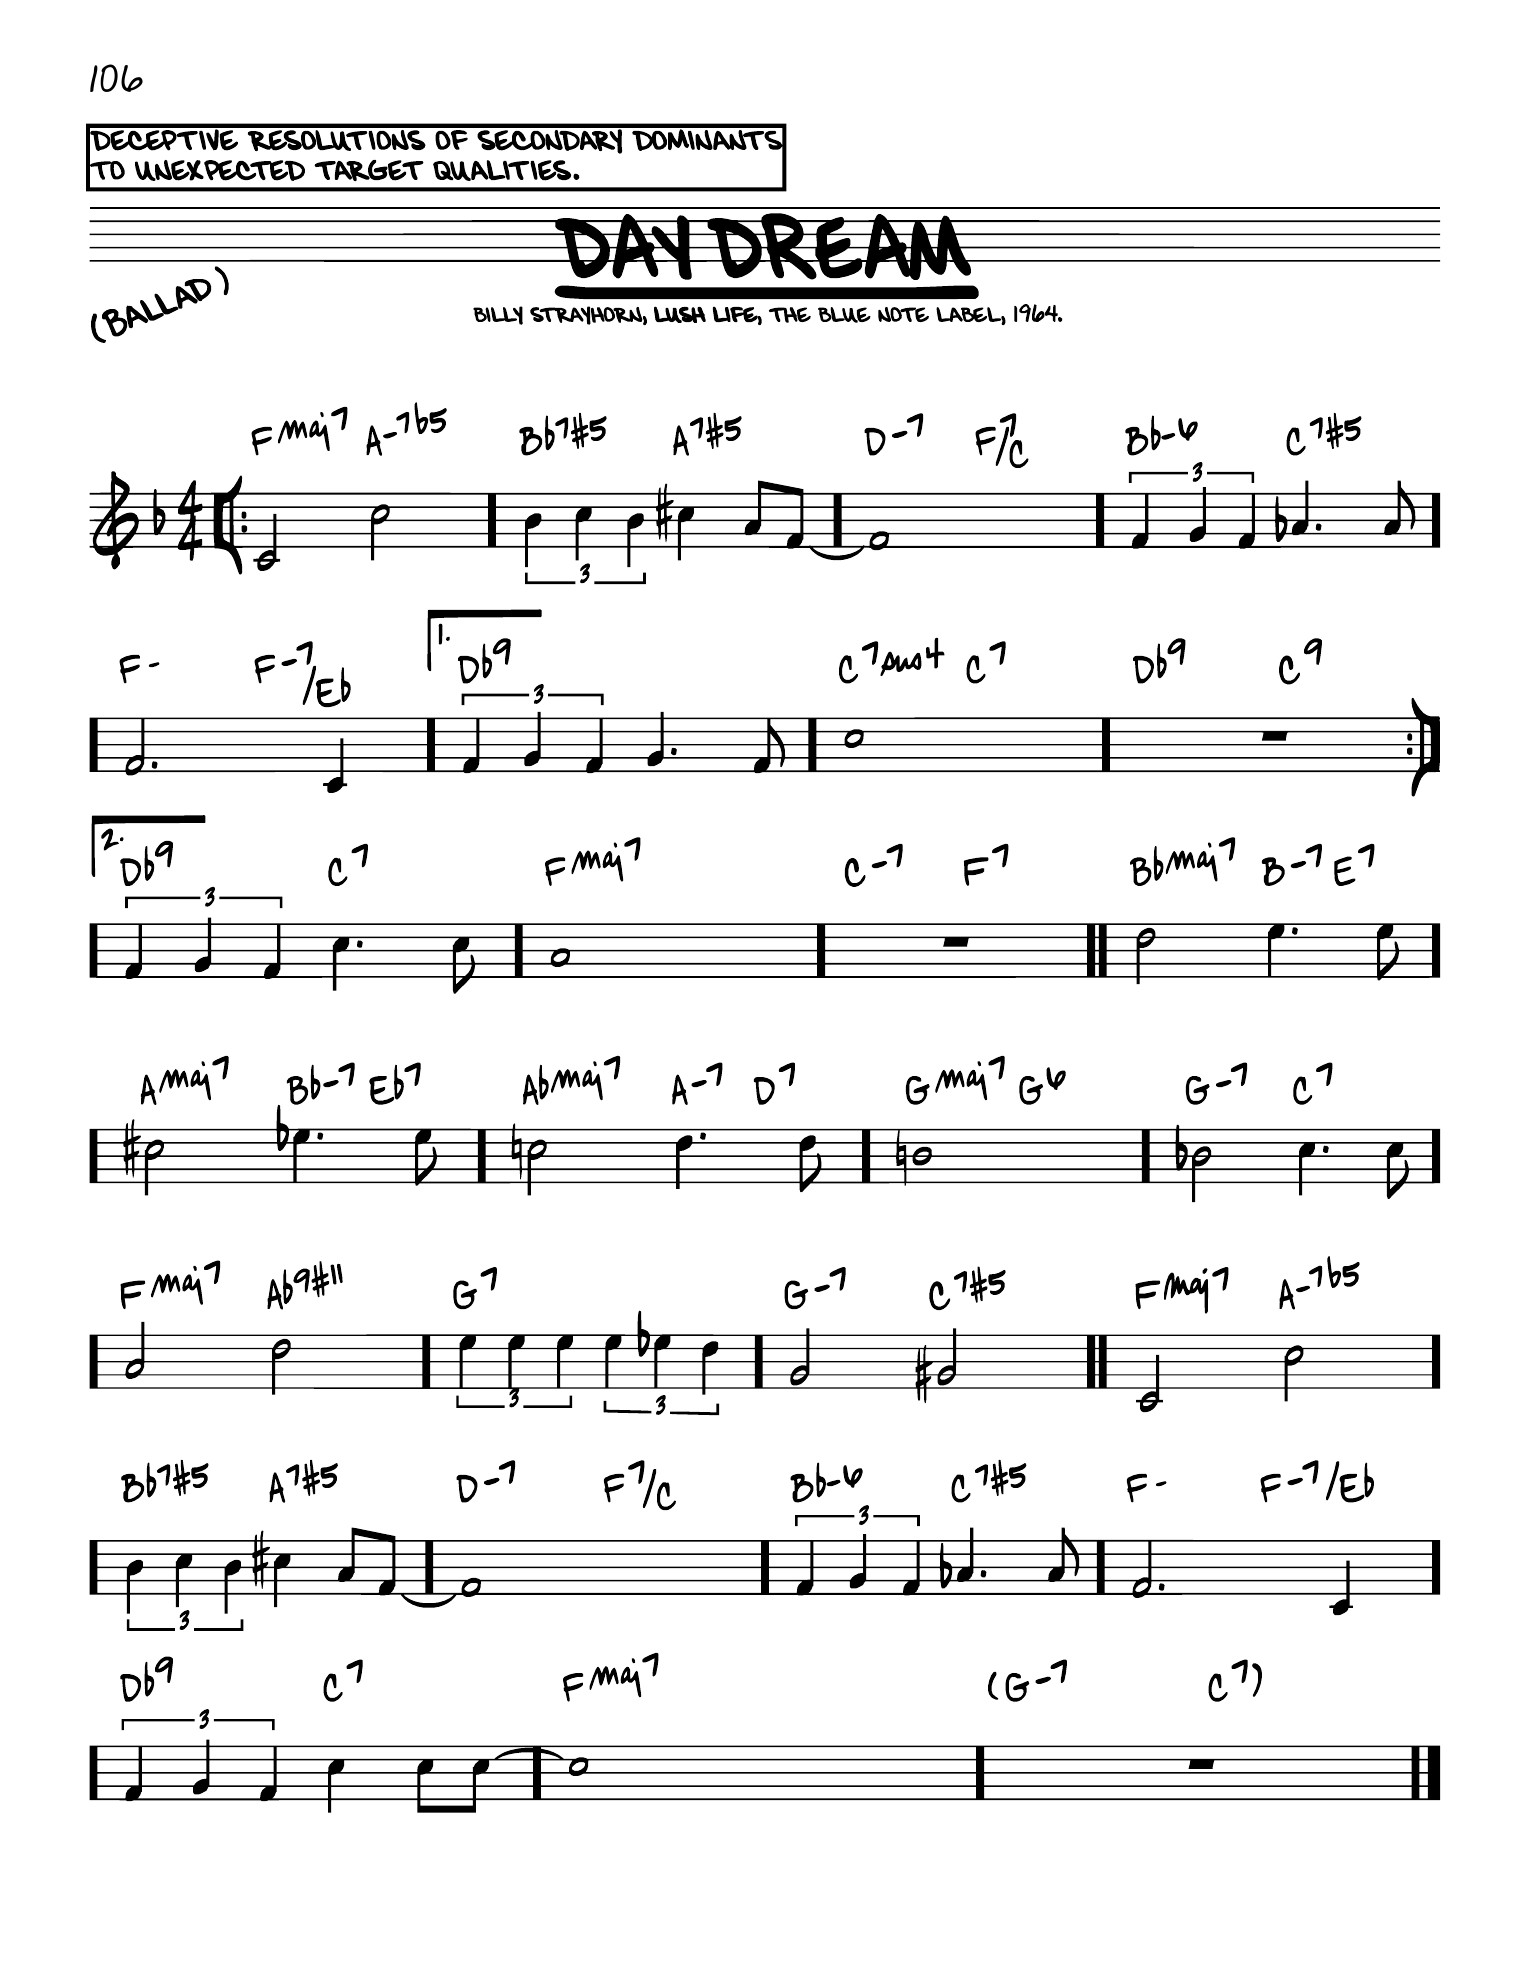 106
DECEPTIVE RESOLUTIONS OF SECONDARY DOMINANTS
TO UNEXPECTED TARGET QUALITIES.
DAY DREAM
(BALLAD)
BILLY STRAYHORN, LUSH LIFE, THE BLUE NOTE LABEL, 1964.
Fmaj7 A-7b5 Bb7#5 A7#5 D-7 F7/C Bb-6 C7#5
4 4 3 3
F- F-7/Eb 1. Db9 C7sus4 C7 Db9 C9
3
2. Db9 C7 Fmaj7 C-7 F7 Bbmaj7 B-7 E7
3
Amaj7 Bb-7 Eb7 Abmaj7 A-7 D7 Gmaj7 G6 G-7 C7
Fmaj7 Ab9#11 G7 G-7 C7#5 Fmaj7 A-7b5
3 3
Bb7#5 A7#5 D-7 F7/C Bb-6 C7#5 F- F-7/Eb
3 3
Db9 C7 Fmaj7 (G-7 C7)
3